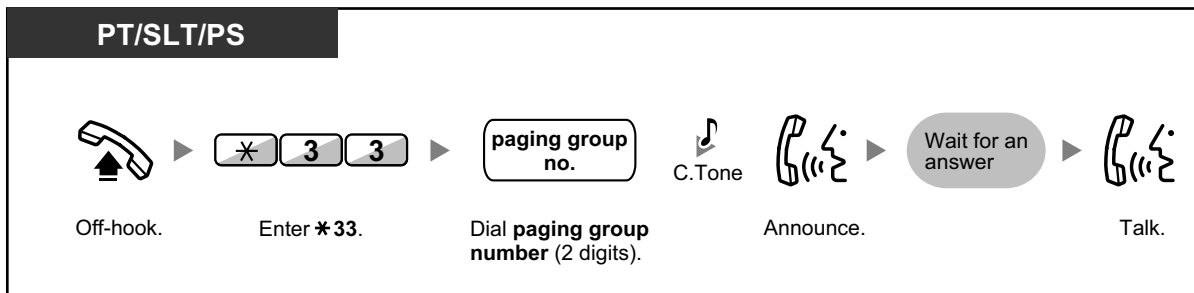 PT/SLT/PS
✳ 3 3
paging group
no.
C.Tone
Wait for an
answer
Off-hook.
Enter ✳33.
Dial paging group
number (2 digits).
Announce.
Talk.